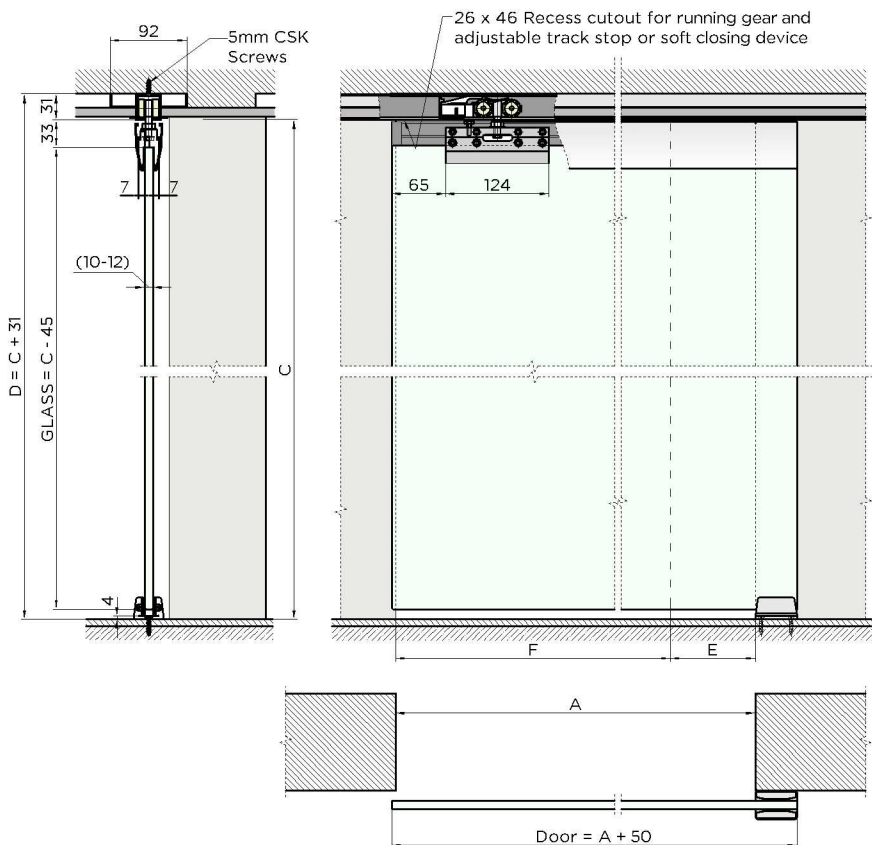 26 x 46 Recess cutout for running gear and
adjustable track stop or soft closing device
92
5mm CSK
Screws
31
33
7
7
65
124
(10-12)
D = C + 31
GLASS = C - 45
C
4
F
E
A
Door = A + 50